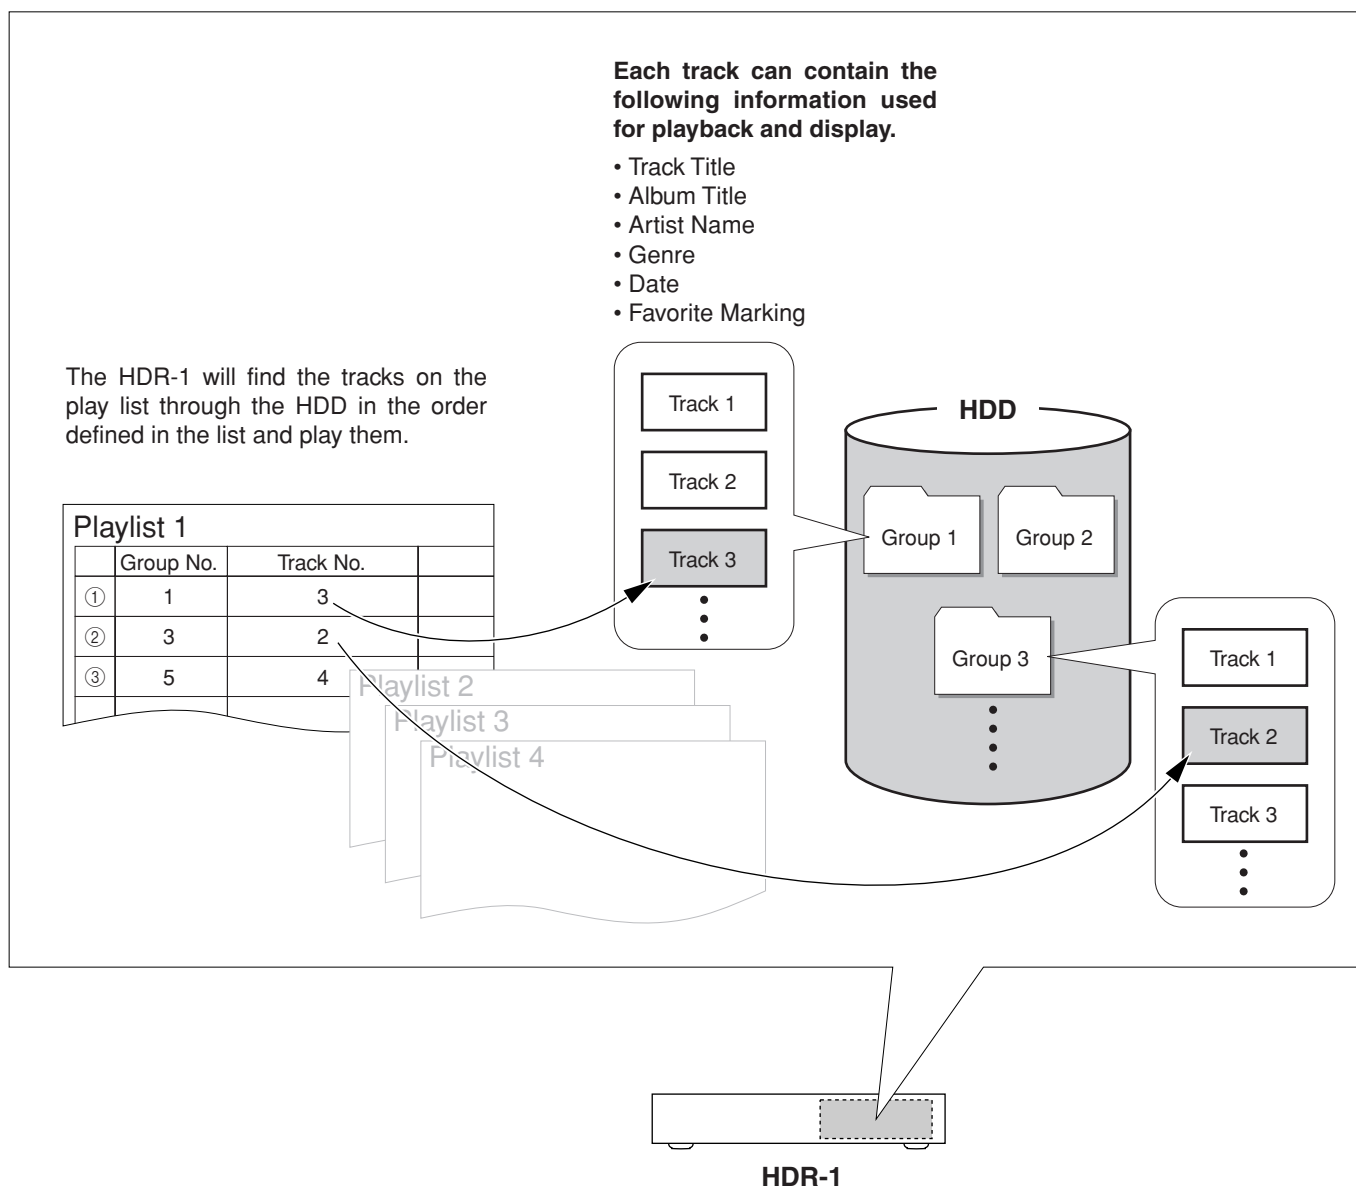 Each track can contain the
following information used
for playback and display.
• Track Title
• Album Title
• Artist Name
• Genre
• Date
• Favorite Marking
The HDR-1 will find the tracks on the
play list through the HDD in the order
defined in the list and play them.
Playlist 1
Group No. Track No.
① 1 3
② 3 2
③ 5 4
Playlist 2
Playlist 3
Playlist 4
Track 1
Track 2
Track 3
HDD
Group 1
Group 2
Group 3
Track 1
Track 2
Track 3
HDR-1